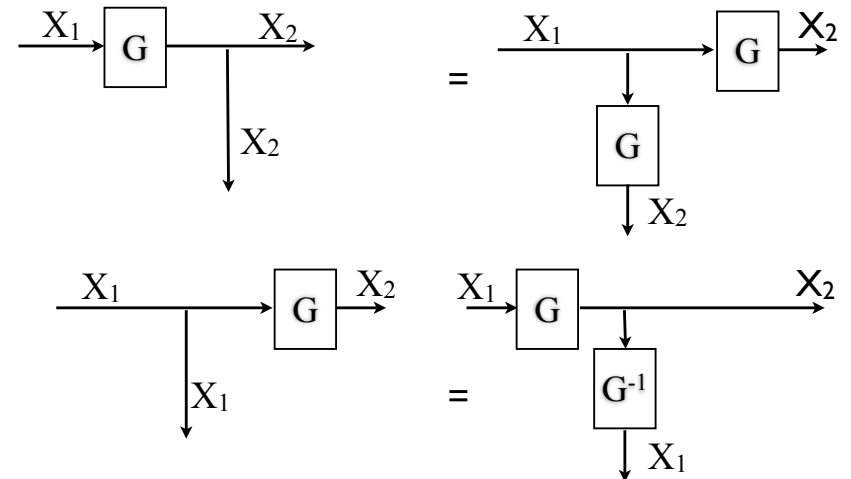 X₁ G X₂ = X₁ G X₂
X₂ G
X₂
X₁ G X₂ X₁ G X₂
X₁ = G⁻¹
X₁